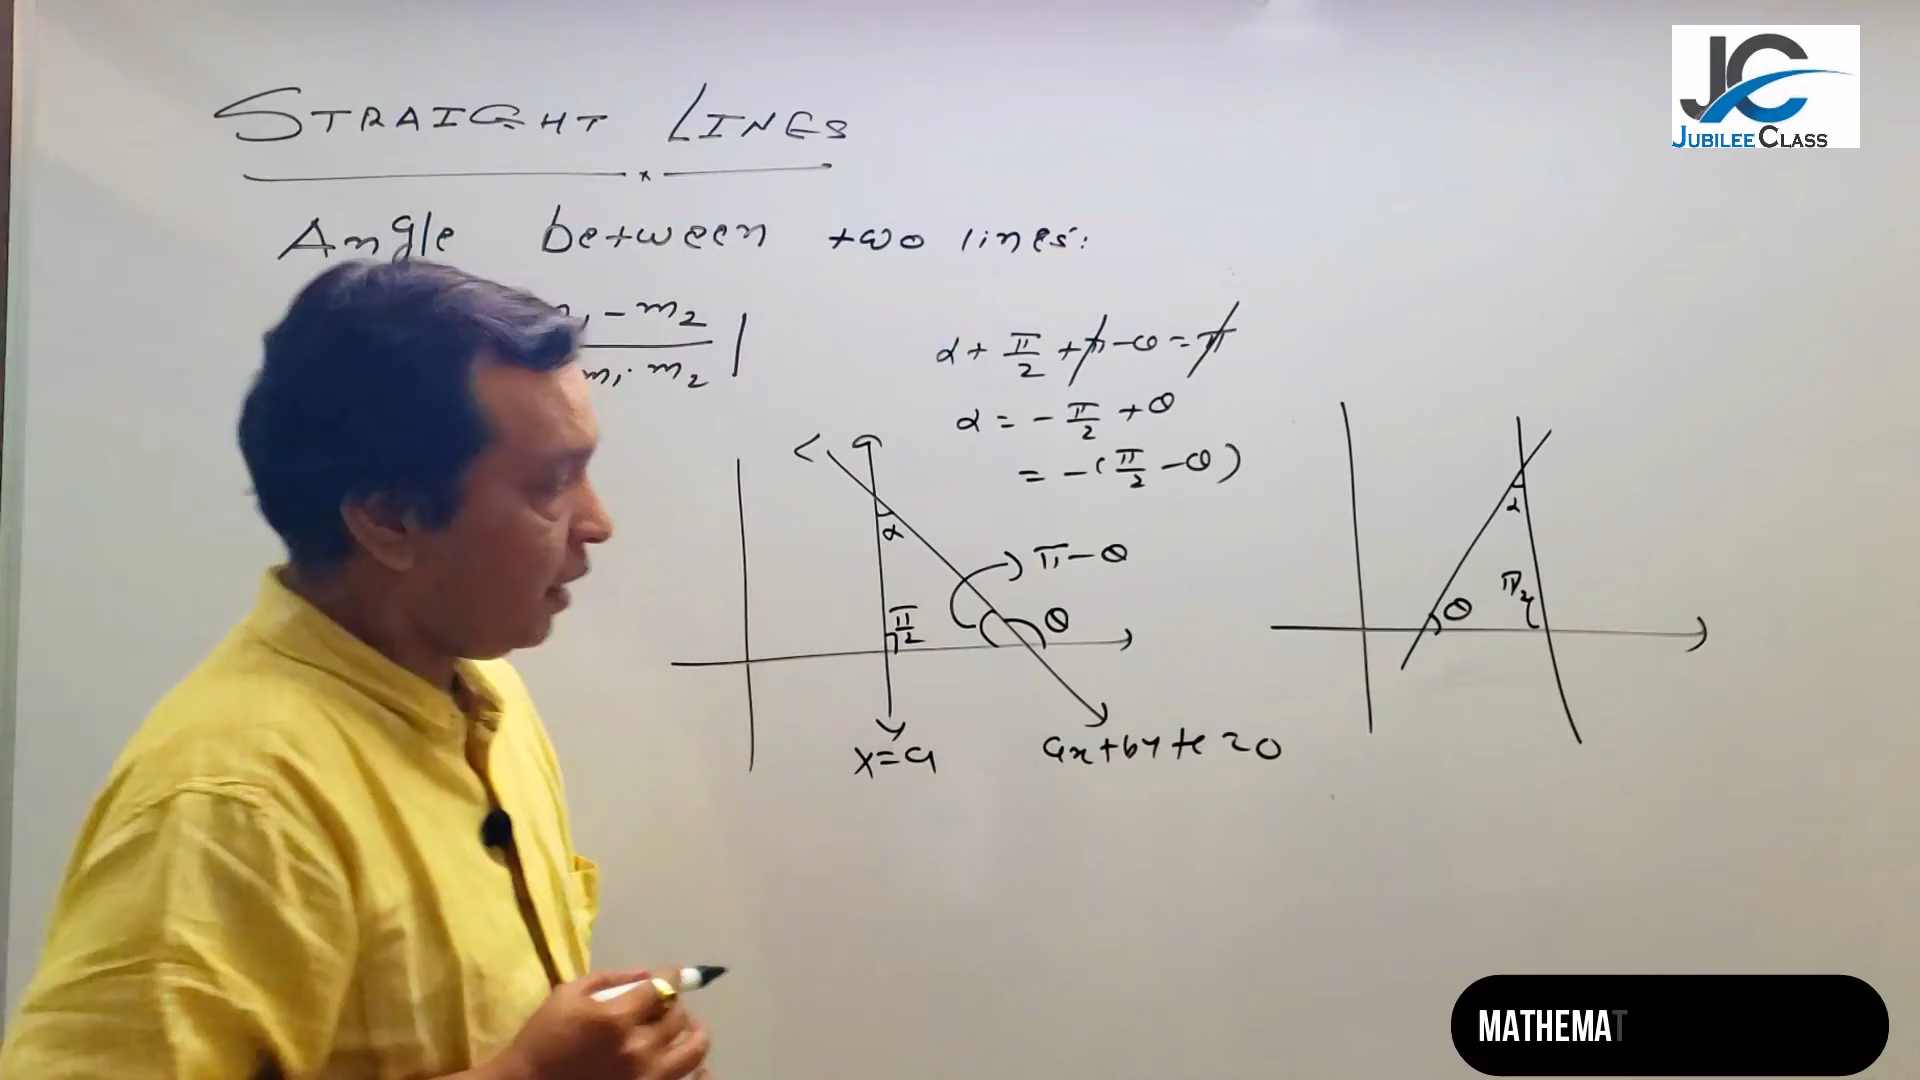 STRAIGHT LINES
x
Angle between two lines:
- m2
m1 . m2 |
α + π/2 + π - θ = π
α = - π/2 + θ
= - ( π/2 - θ )
α
π - θ
π/2
θ
x = a
ax + by + c = 0
α
π/2
θ
JC
JUBILEE CLASS
MATHEMAT